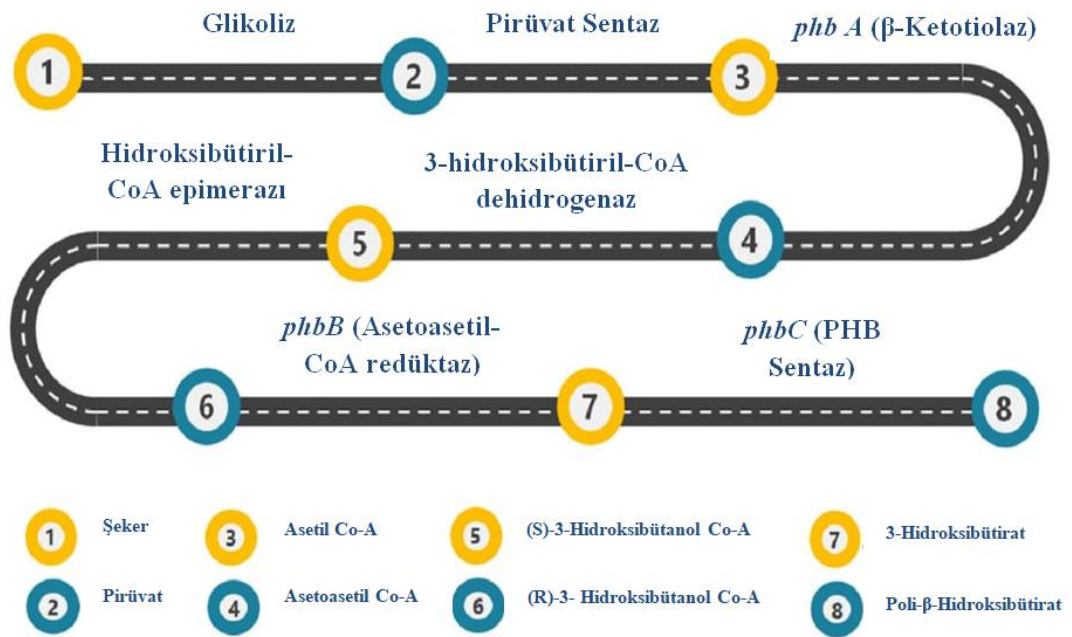 Glikoliz
Pirüvat Sentaz
phb A (β-Ketotiolaz)
1
2
3
Hidroksibütiril-
CoA epimerazı
3-hidroksibütiril-CoA
dehidrogenaz
5
4
phbB (Asetoasetil-
CoA redüktaz)
phbC (PHB
Sentaz)
6
7
8
1 Şeker
3 Asetil Co-A
5 (S)-3-Hidroksibütanol Co-A
7 3-Hidroksibütirat
2 Pirüvat
4 Asetoasetil Co-A
6 (R)-3- Hidroksibütanol Co-A
8 Poli-β-Hidroksibütirat